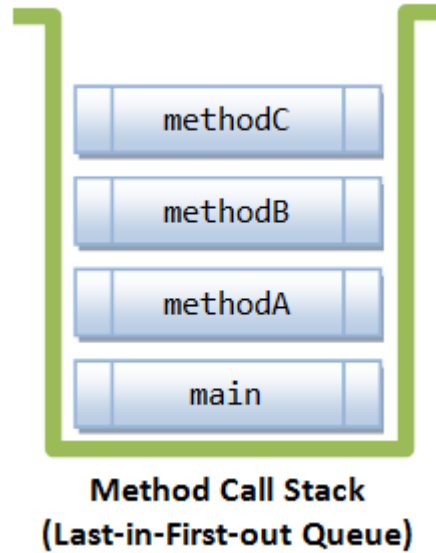 methodC
methodB
methodA
main
Method Call Stack
(Last-in-First-out Queue)